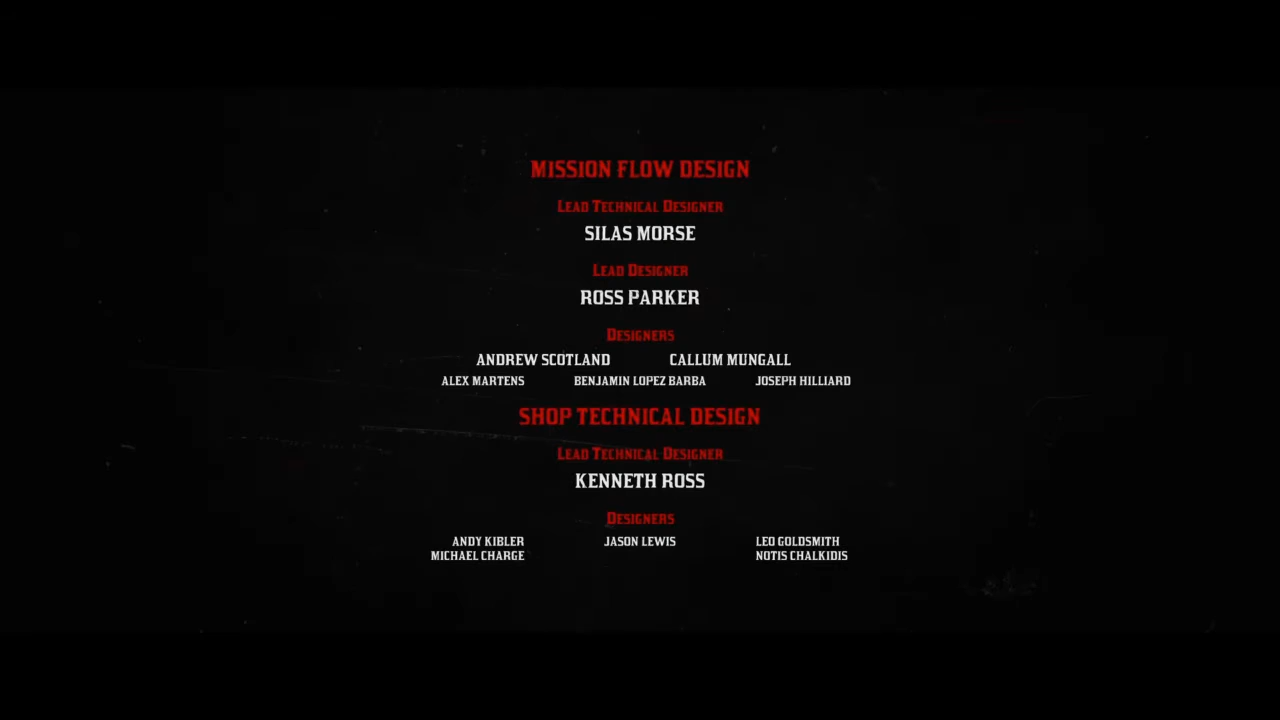 MISSION FLOW DESIGN
LEAD TECHNICAL DESIGNER
SILAS MORSE
LEAD DESIGNER
ROSS PARKER
DESIGNERS
ANDREW SCOTLAND CALLUM MUNGALL
ALEX MARTENS BENJAMIN LOPEZ BARBA JOSEPH HILLIARD
SHOP TECHNICAL DESIGN
LEAD TECHNICAL DESIGNER
KENNETH ROSS
DESIGNERS
ANDY KIBLER JASON LEWIS LEO GOLDSMITH
MICHAEL CHARGE NOTIS CHALKIDIS